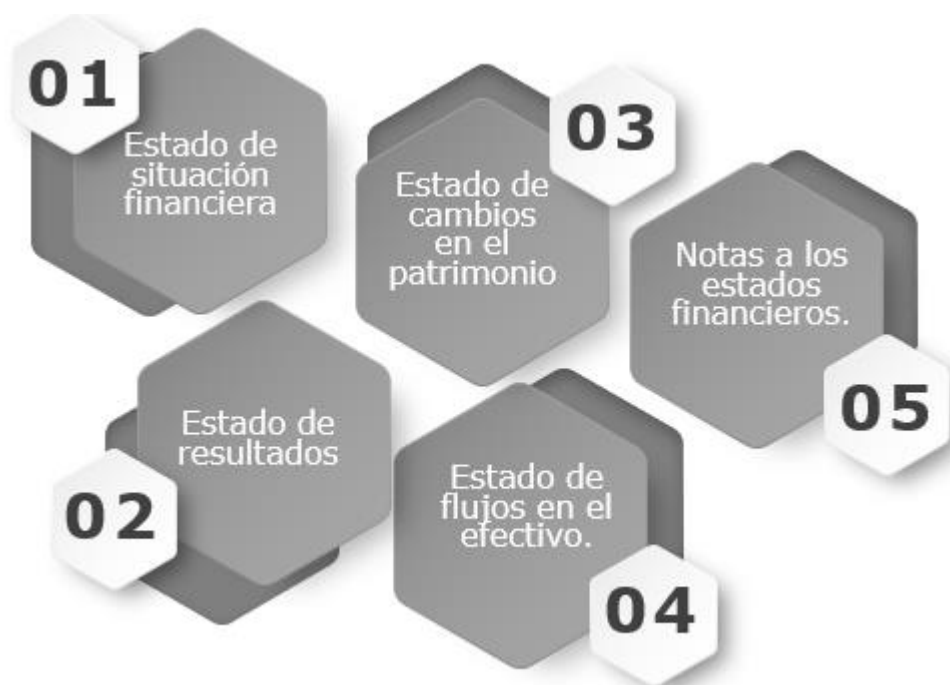 01
Estado de
situación
financiera
02
Estado de
resultados
03
Estado de
cambios
en el
patrimonio
04
Estado de
flujos en el
efectivo.
05
Notas a los
estados
financieros.